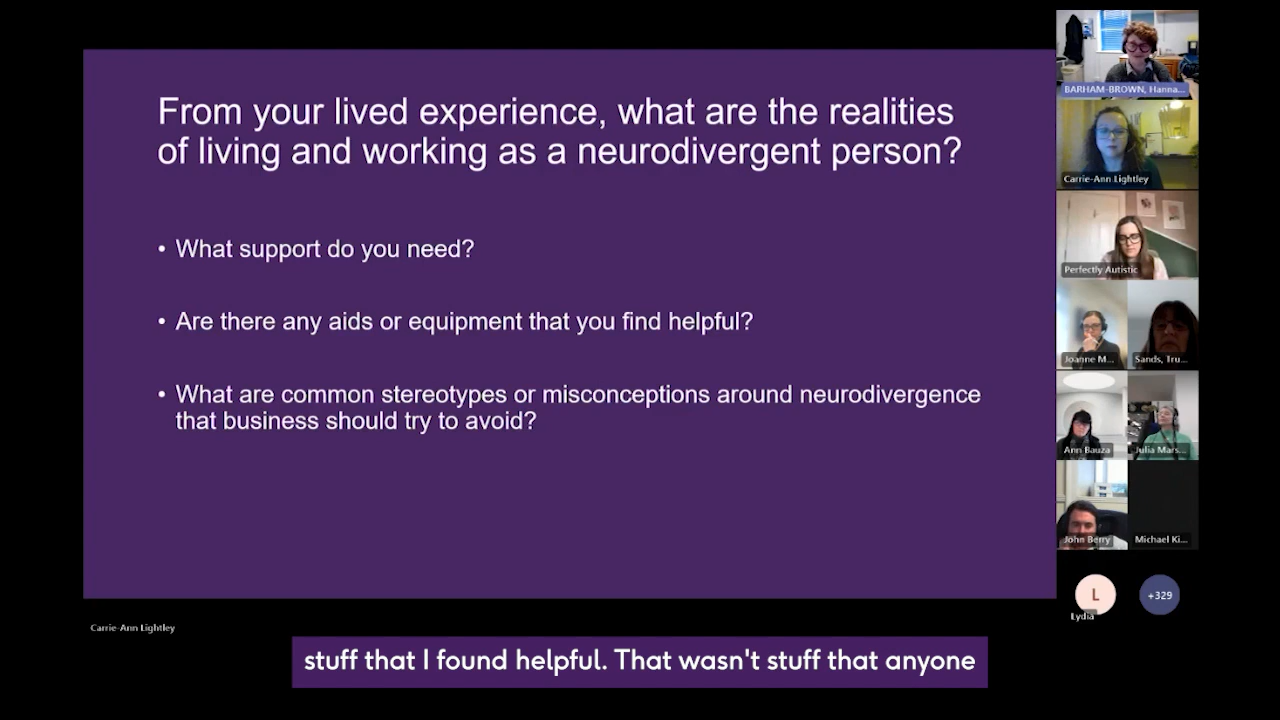 From your lived experience, what are the realities
of living and working as a neurodivergent person?
• What support do you need?
• Are there any aids or equipment that you find helpful?
• What are common stereotypes or misconceptions around neurodivergence
that business should try to avoid?
BARHAM-BROWN, Hanna...
Carrie-Ann Lightley
Perfectly Autistic
Joanne M...
Sands, Tru...
Ann Bauza
Julia Mars...
John Berry
Michael Ki...
L
+329
Lydia
Carrie-Ann Lightley
stuff that I found helpful. That wasn't stuff that anyone